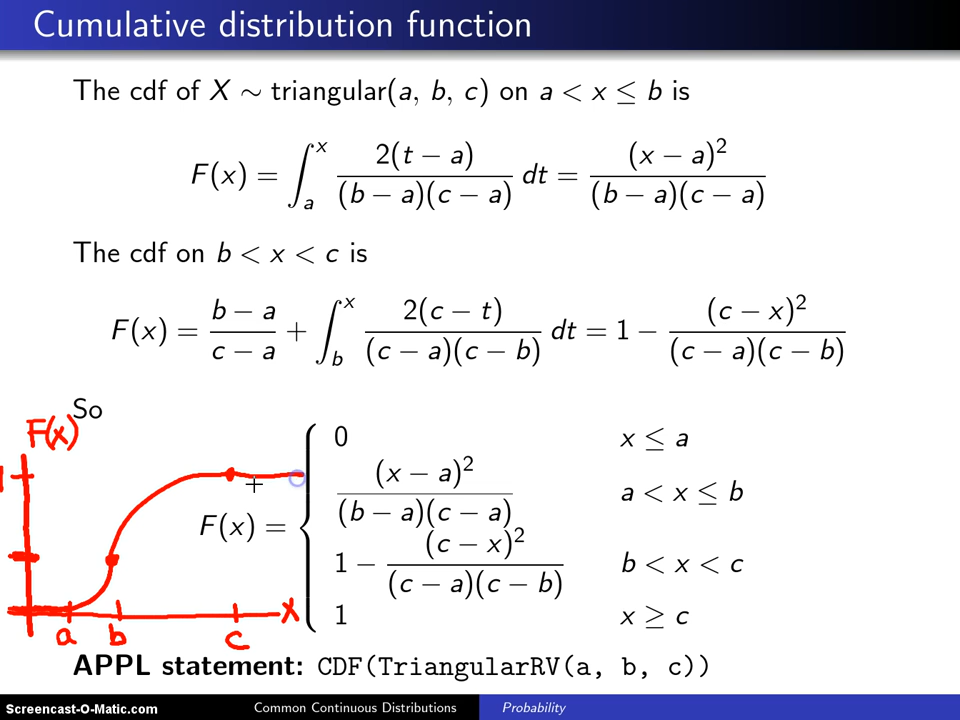 Cumulative distribution function
The cdf of X ∼ triangular(a, b, c) on a < x ≤ b is
F(x) = ∫ₐˣ 2(t − a)/((b − a)(c − a)) dt = (x − a)²/((b − a)(c − a))
The cdf on b < x < c is
F(x) = (b − a)/(c − a) + ∫_b^x 2(c − t)/((c − a)(c − b)) dt = 1 − (c − x)²/((c − a)(c − b))
So
F(x)
1
F(x) = {
0 x ≤ a
(x − a)²/((b − a)(c − a)) a < x ≤ b
1 − (c − x)²/((c − a)(c − b)) b < x < c
1 x ≥ c
a b c x
APPL statement: CDF(TriangularRV(a, b, c))
Screencast-O-Matic.com Common Continuous Distributions Probability